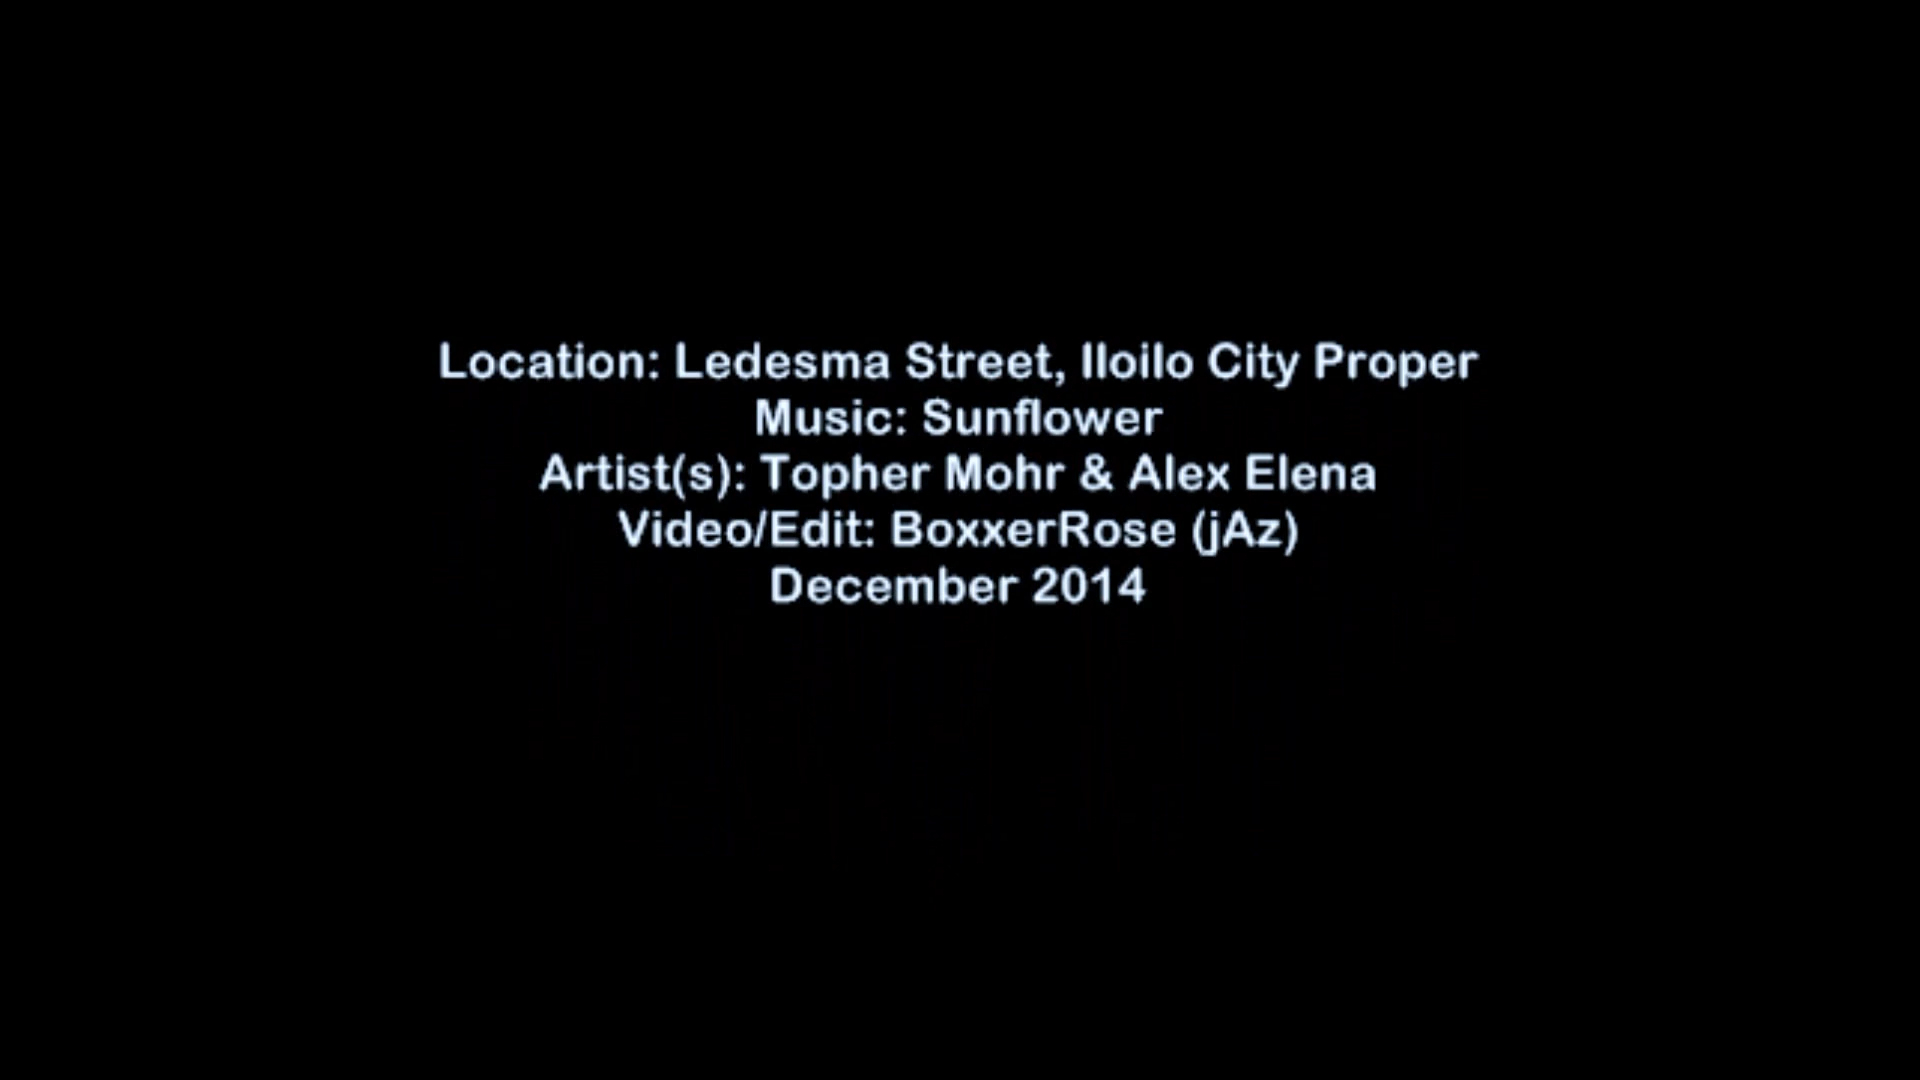 Location: Ledesma Street, Iloilo City Proper
Music: Sunflower
Artist(s): Topher Mohr & Alex Elena
Video/Edit: BoxxerRose (jAz)
December 2014